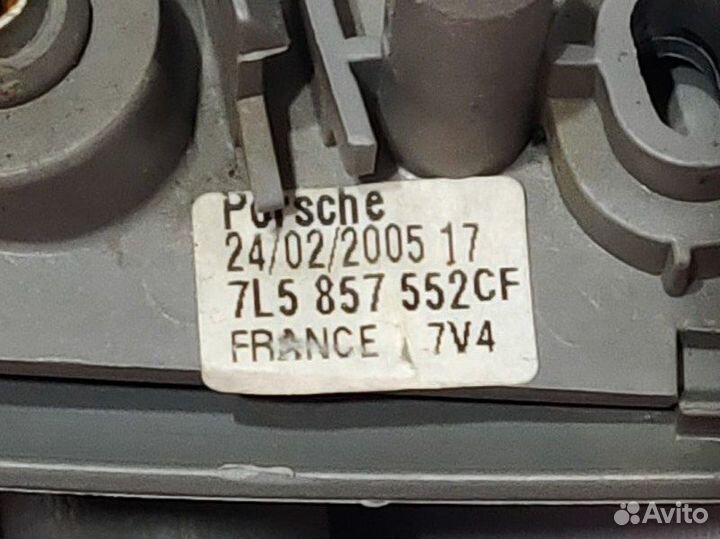 Porsche
24/02/2005 17
7L5 857 552CF
FRANCE 7V4
Avito